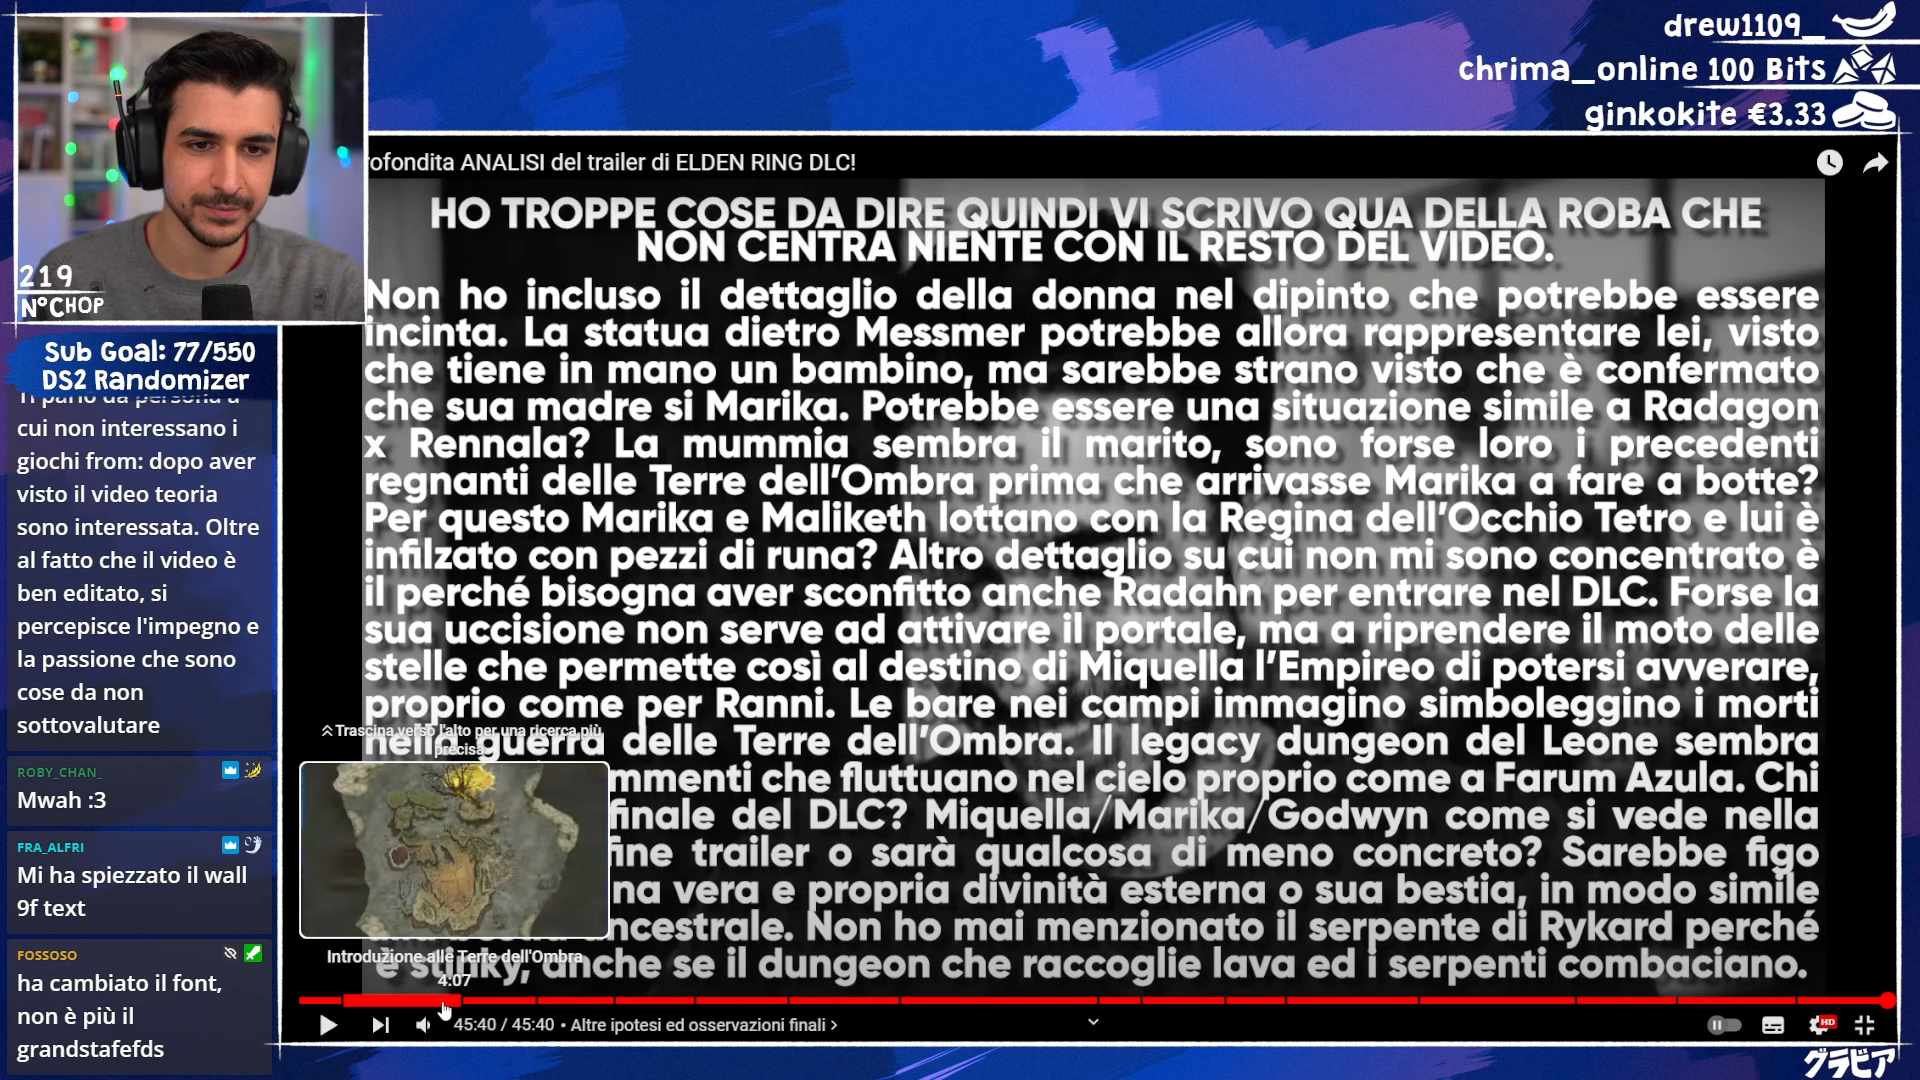 drew1109_
chrima_online 100 Bits
ginkokite €3.33
219
N°CHOP
Sub Goal: 77/550
DS2 Randomizer
Ti parlo da persona a
cui non interessano i
giochi from: dopo aver
visto il video teoria
sono interessata. Oltre
al fatto che il video è
ben editato, si
percepisce l'impegno e
la passione che sono
cose da non
sottovalutare
ROBY_CHAN_
Mwah :3
FRA_ALFRI
Mi ha spiezzato il wall
9f text
FOSSOSO
ha cambiato il font,
non è più il
grandstafefds
rofondita ANALISI del trailer di ELDEN RING DLC!
HO TROPPE COSE DA DIRE QUINDI VI SCRIVO QUA DELLA ROBA CHE
NON CENTRA NIENTE CON IL RESTO DEL VIDEO.
Non ho incluso il dettaglio della donna nel dipinto che potrebbe essere
incinta. La statua dietro Messmer potrebbe allora rappresentare lei, visto
che tiene in mano un bambino, ma sarebbe strano visto che è confermato
che sua madre si Marika. Potrebbe essere una situazione simile a Radagon
x Rennala? La mummia sembra il marito, sono forse loro i precedenti
regnanti delle Terre dell'Ombra prima che arrivasse Marika a fare a botte?
Per questo Marika e Maliketh lottano con la Regina dell'Occhio Tetro e lui è
infilzato con pezzi di runa? Altro dettaglio su cui non mi sono concentrato è
il perché bisogna aver sconfitto anche Radahn per entrare nel DLC. Forse la
sua uccisione non serve ad attivare il portale, ma a riprendere il moto delle
stelle che permette così al destino di Miquella l'Empireo di potersi avverare,
proprio come per Ranni. Le bare nei campi immagino simboleggino i morti
nella guerra delle Terre dell'Ombra. Il legacy dungeon del Leone sembra
mmenti che fluttuano nel cielo proprio come a Farum Azula. Chi
finale del DLC? Miquella/Marika/Godwyn come si vede nella
fine trailer o sarà qualcosa di meno concreto? Sarebbe figo
na vera e propria divinità esterna o sua bestia, in modo simile
ncestrale. Non ho mai menzionato il serpente di Rykard perché
è stinky, anche se il dungeon che raccoglie lava ed i serpenti combaciano.
Trascina verso l'alto per una ricerca più
precisa
Introduzione alle Terre dell'Ombra
4:07
45:40 / 45:40 • Altre ipotesi ed osservazioni finali ›
HD
グラビア